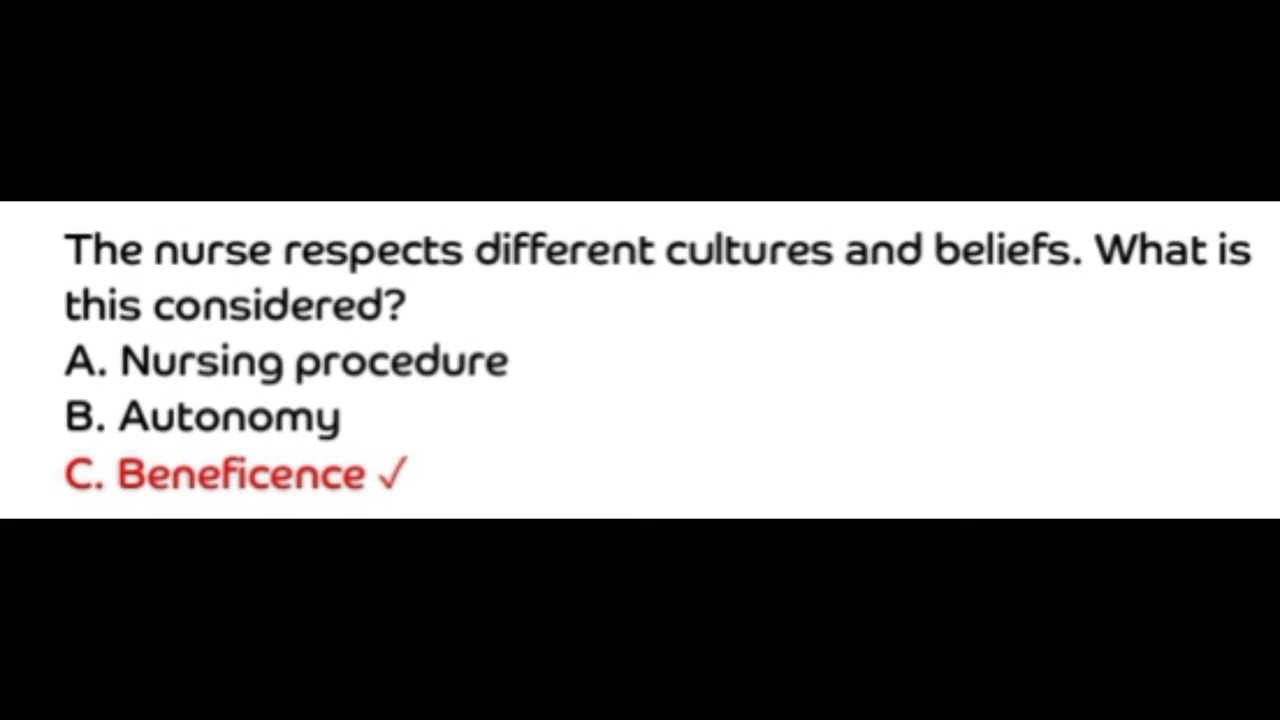 The nurse respects different cultures and beliefs. What is
this considered?
A. Nursing procedure
B. Autonomy
C. Beneficence ✓